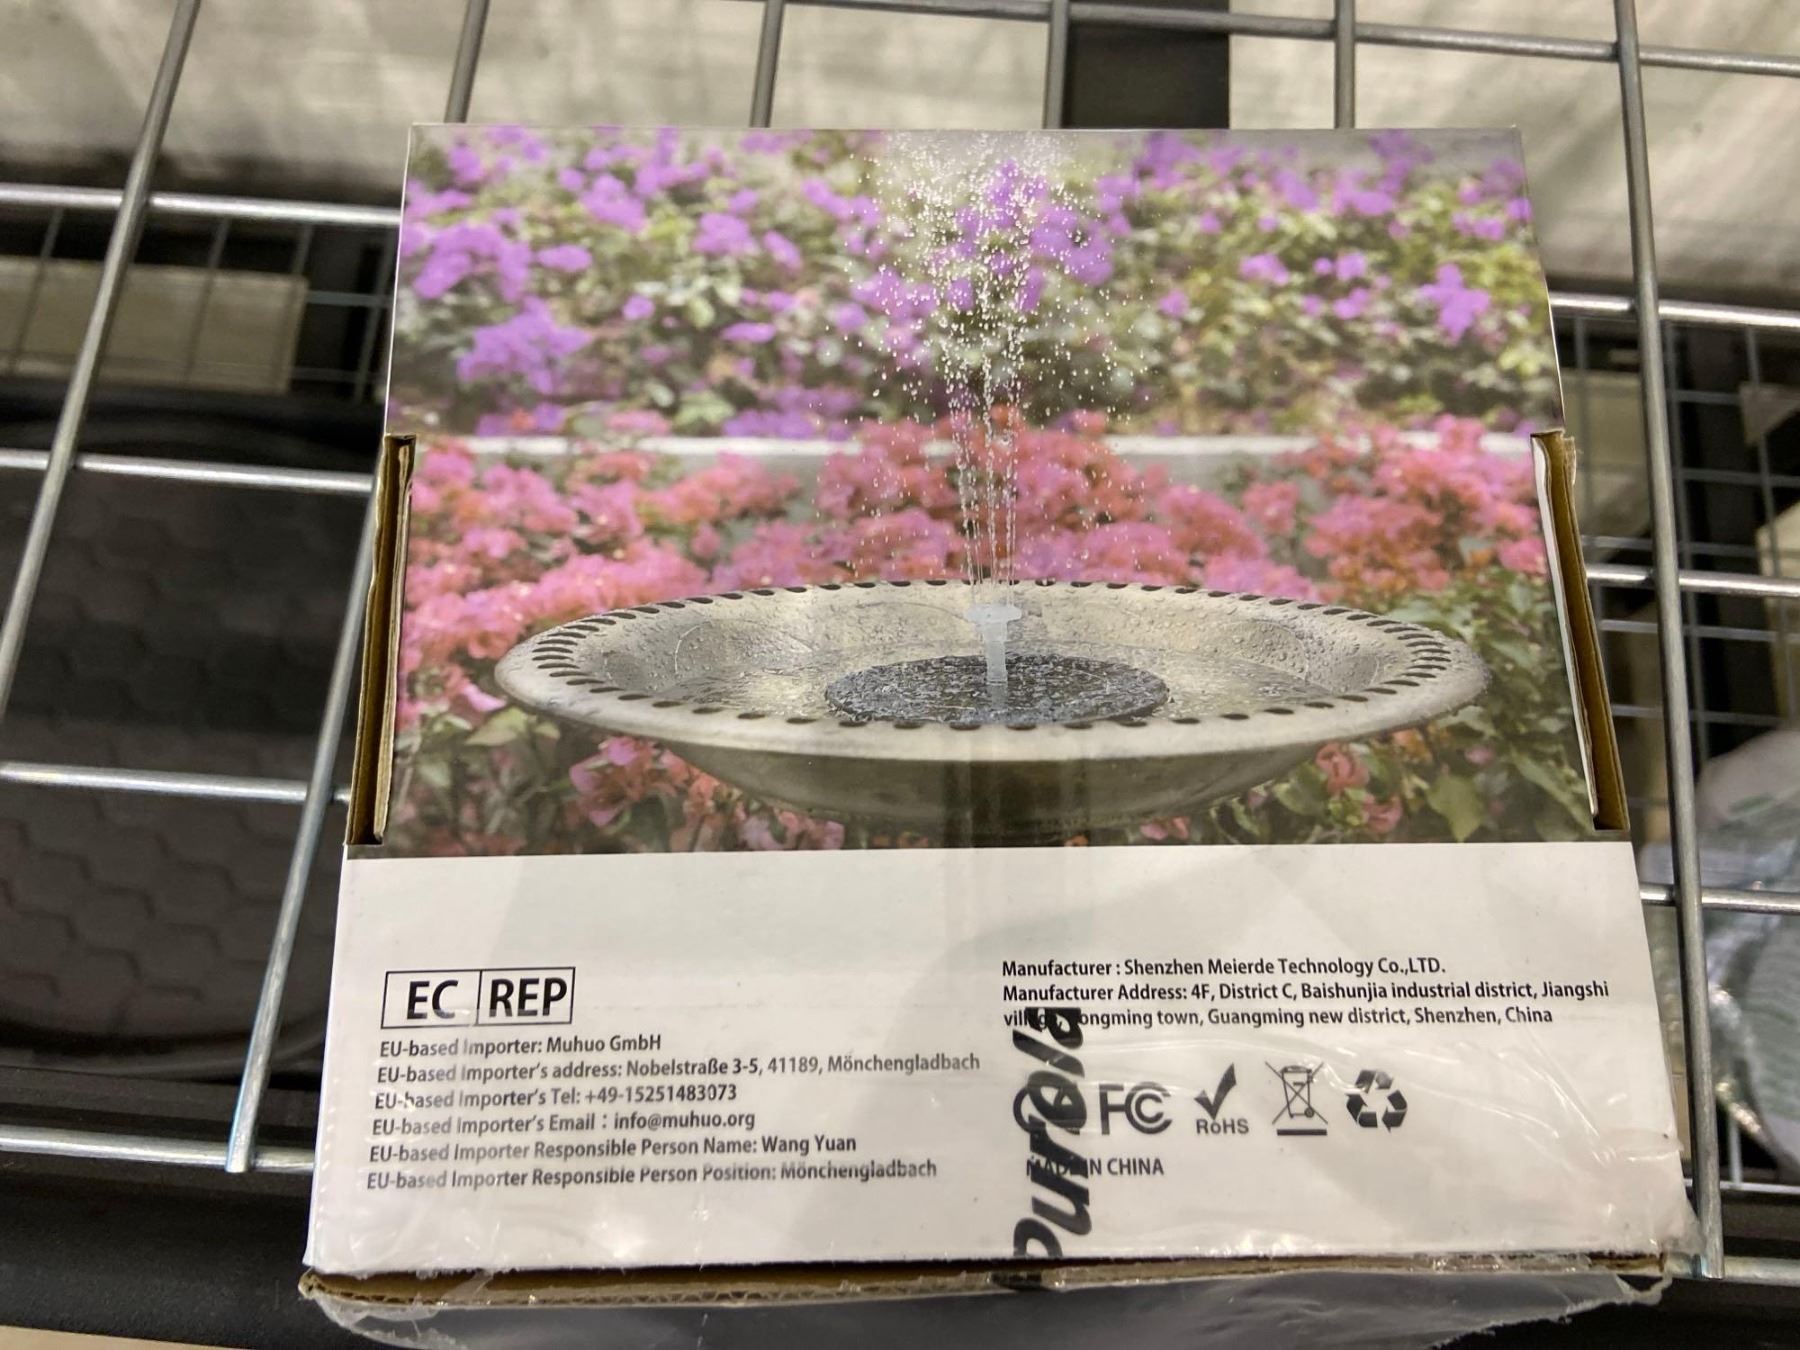 EC REP
EU-based Importer: Muhuo GmbH
EU-based Importer's address: Nobelstraße 3-5, 41189, Mönchengladbach
EU-based Importer's Tel: +49-15251483073
EU-based Importer's Email : info@muhuo.org
EU-based Importer Responsible Person Name: Wang Yuan
EU-based Importer Responsible Person Position: Mönchengladbach
Manufacturer : Shenzhen Meierde Technology Co.,LTD.
Manufacturer Address: 4F, District C, Baishunjia industrial district, Jiangshi
town, Guangming new district, Shenzhen, China
FC
RoHS
IN CHINA